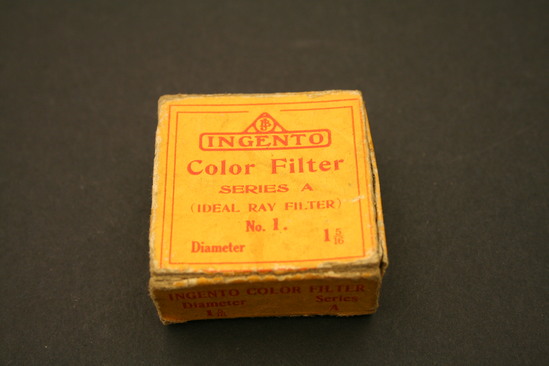 INGENTO
Color Filter
SERIES A
(IDEAL RAY FILTER)
No. 1.
Diameter 1 5/16
INGENTO COLOR FILTER
Diameter Series
A